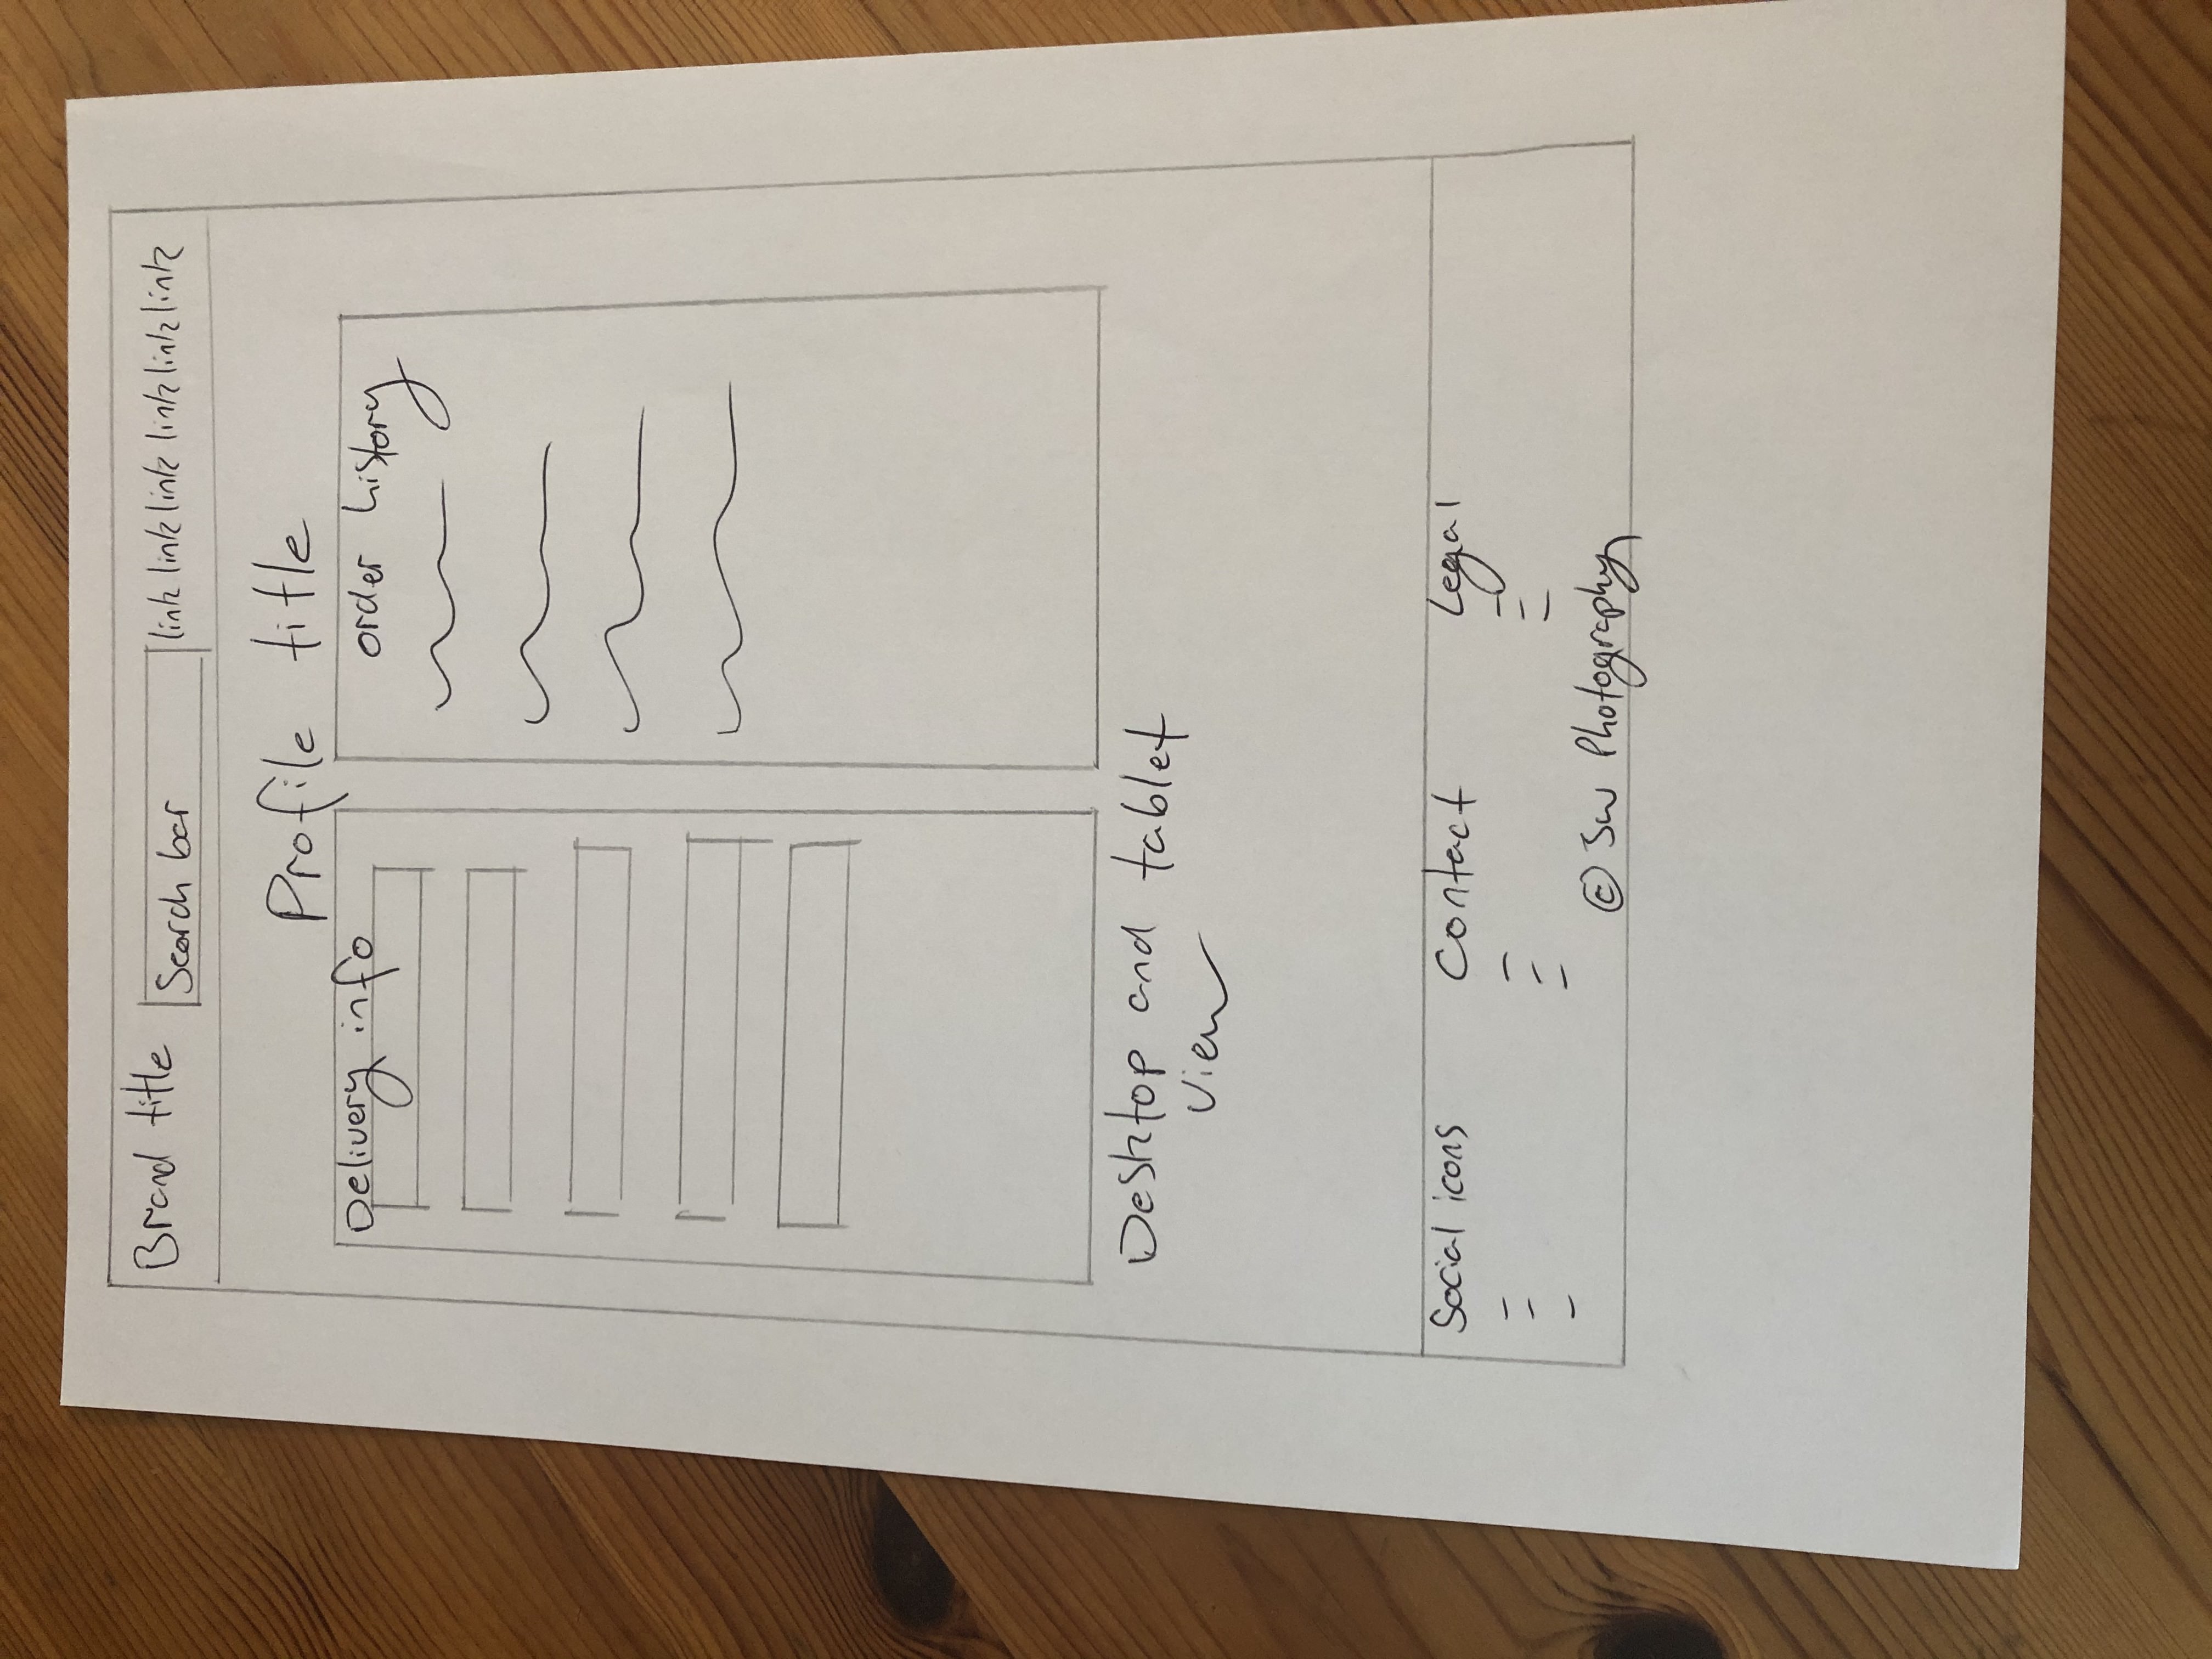 Brand title
Search bar
link link link link link link
Profile title
Delivery info
order history
Desktop and tablet
view
Social icons
Contact
Legal
© SW Photography